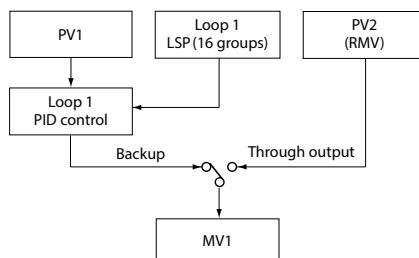 PV1
Loop 1
LSP (16 groups)
PV2
(RMV)
Loop 1
PID control
Backup
Through output
MV1